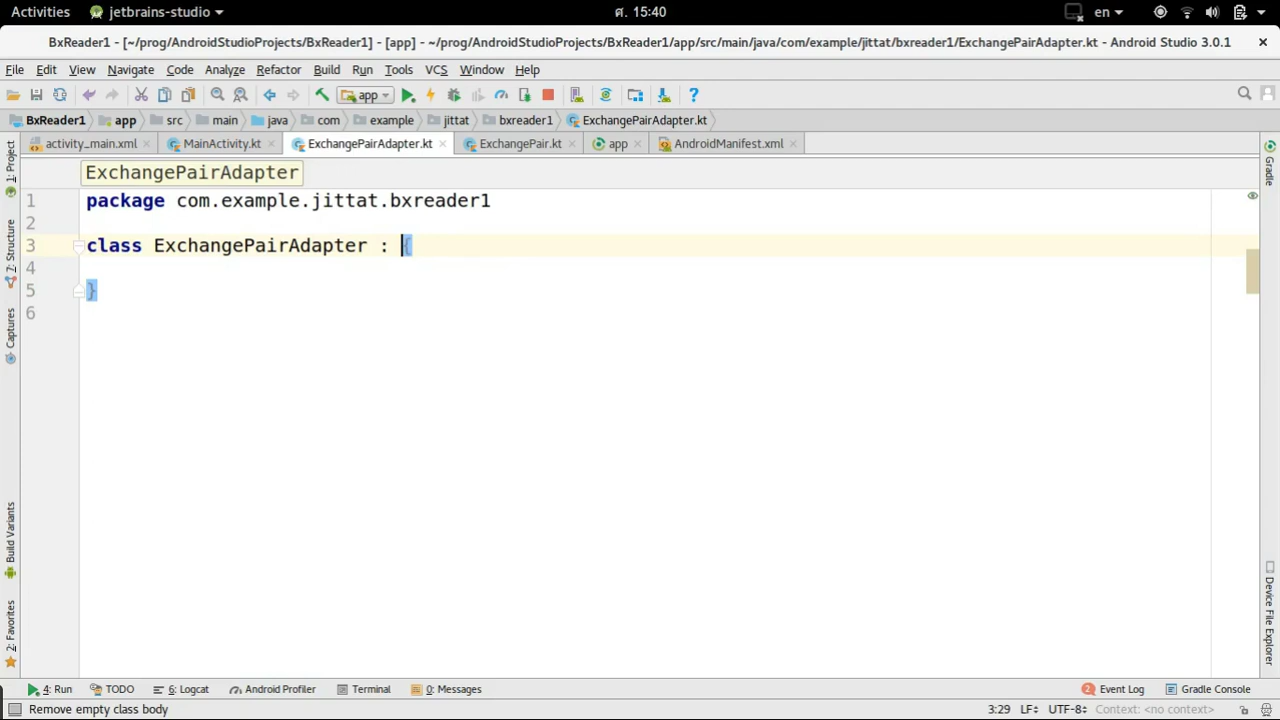 Activities jetbrains-studio ศ. 15:40 en
BxReader1 - [~/prog/AndroidStudioProjects/BxReader1] - [app] - ~/prog/AndroidStudioProjects/BxReader1/app/src/main/java/com/example/jittat/bxreader1/ExchangePairAdapter.kt - Android Studio 3.0.1
File Edit View Navigate Code Analyze Refactor Build Run Tools VCS Window Help
app
BxReader1 app src main java com example jittat bxreader1 ExchangePairAdapter.kt
activity_main.xml MainActivity.kt ExchangePairAdapter.kt ExchangePair.kt app AndroidManifest.xml
ExchangePairAdapter
1 package com.example.jittat.bxreader1
2
3 class ExchangePairAdapter : {
4
5 }
6
1: Project
7: Structure
Captures
Build Variants
2: Favorites
Gradle
Device File Explorer
4: Run TODO 6: Logcat Android Profiler Terminal 0: Messages 2 Event Log Gradle Console
Remove empty class body 3:29 LF÷ UTF-8÷ Context: <no context>